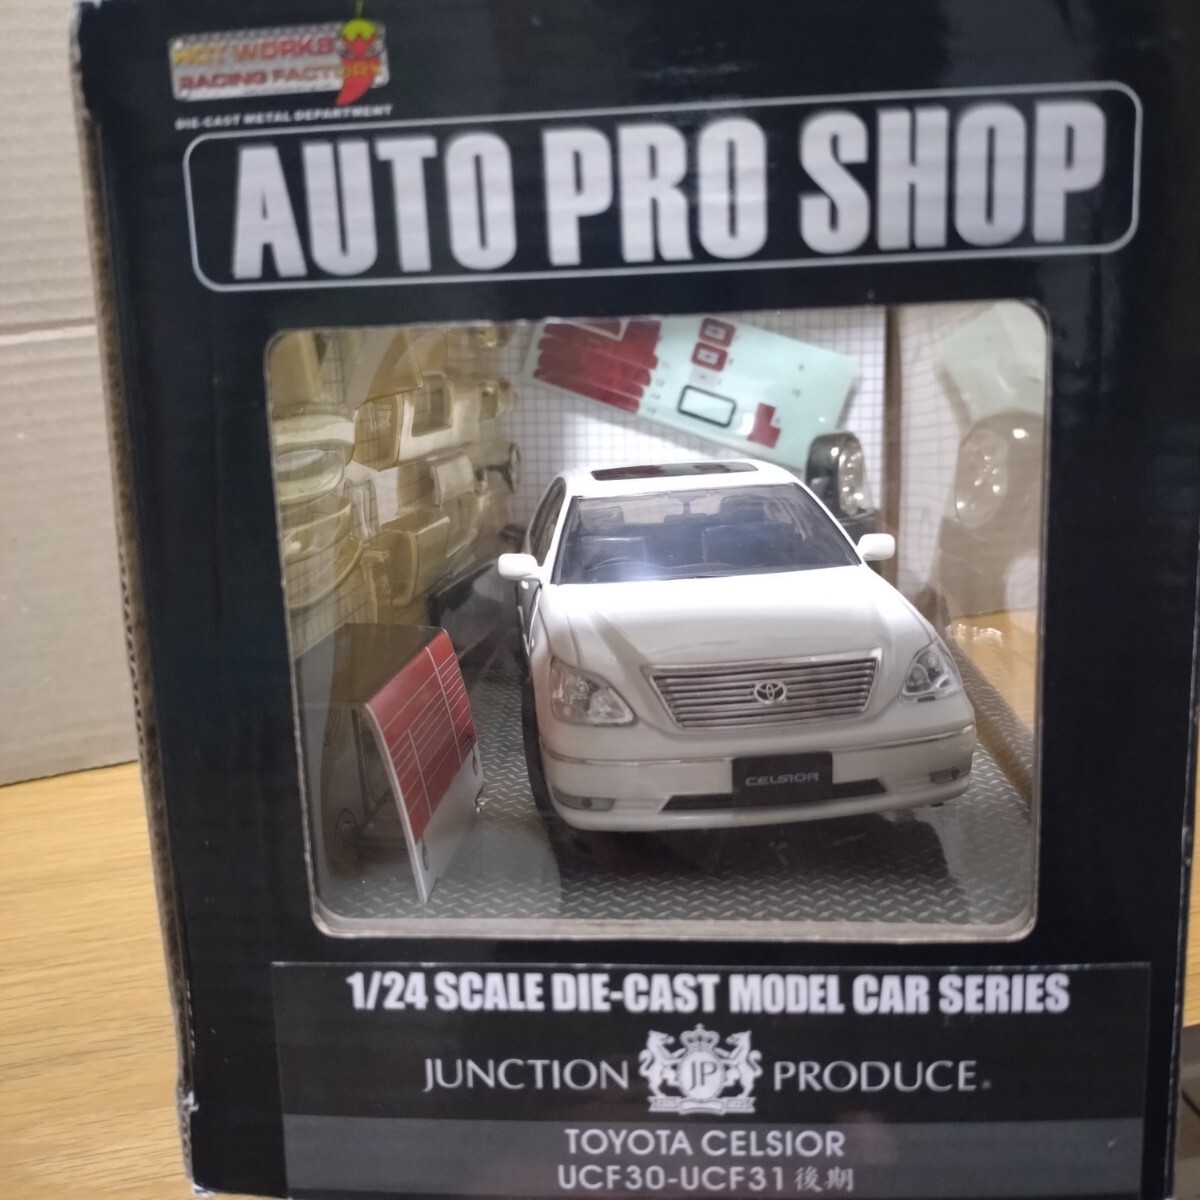 HOT WORKS
RACING FACTORY
DIE-CAST METAL DEPARTMENT
AUTO PRO SHOP
CELSIOR
1/24 SCALE DIE-CAST MODEL CAR SERIES
JUNCTION JP PRODUCE.
TOYOTA CELSIOR
UCF30-UCF31 後期